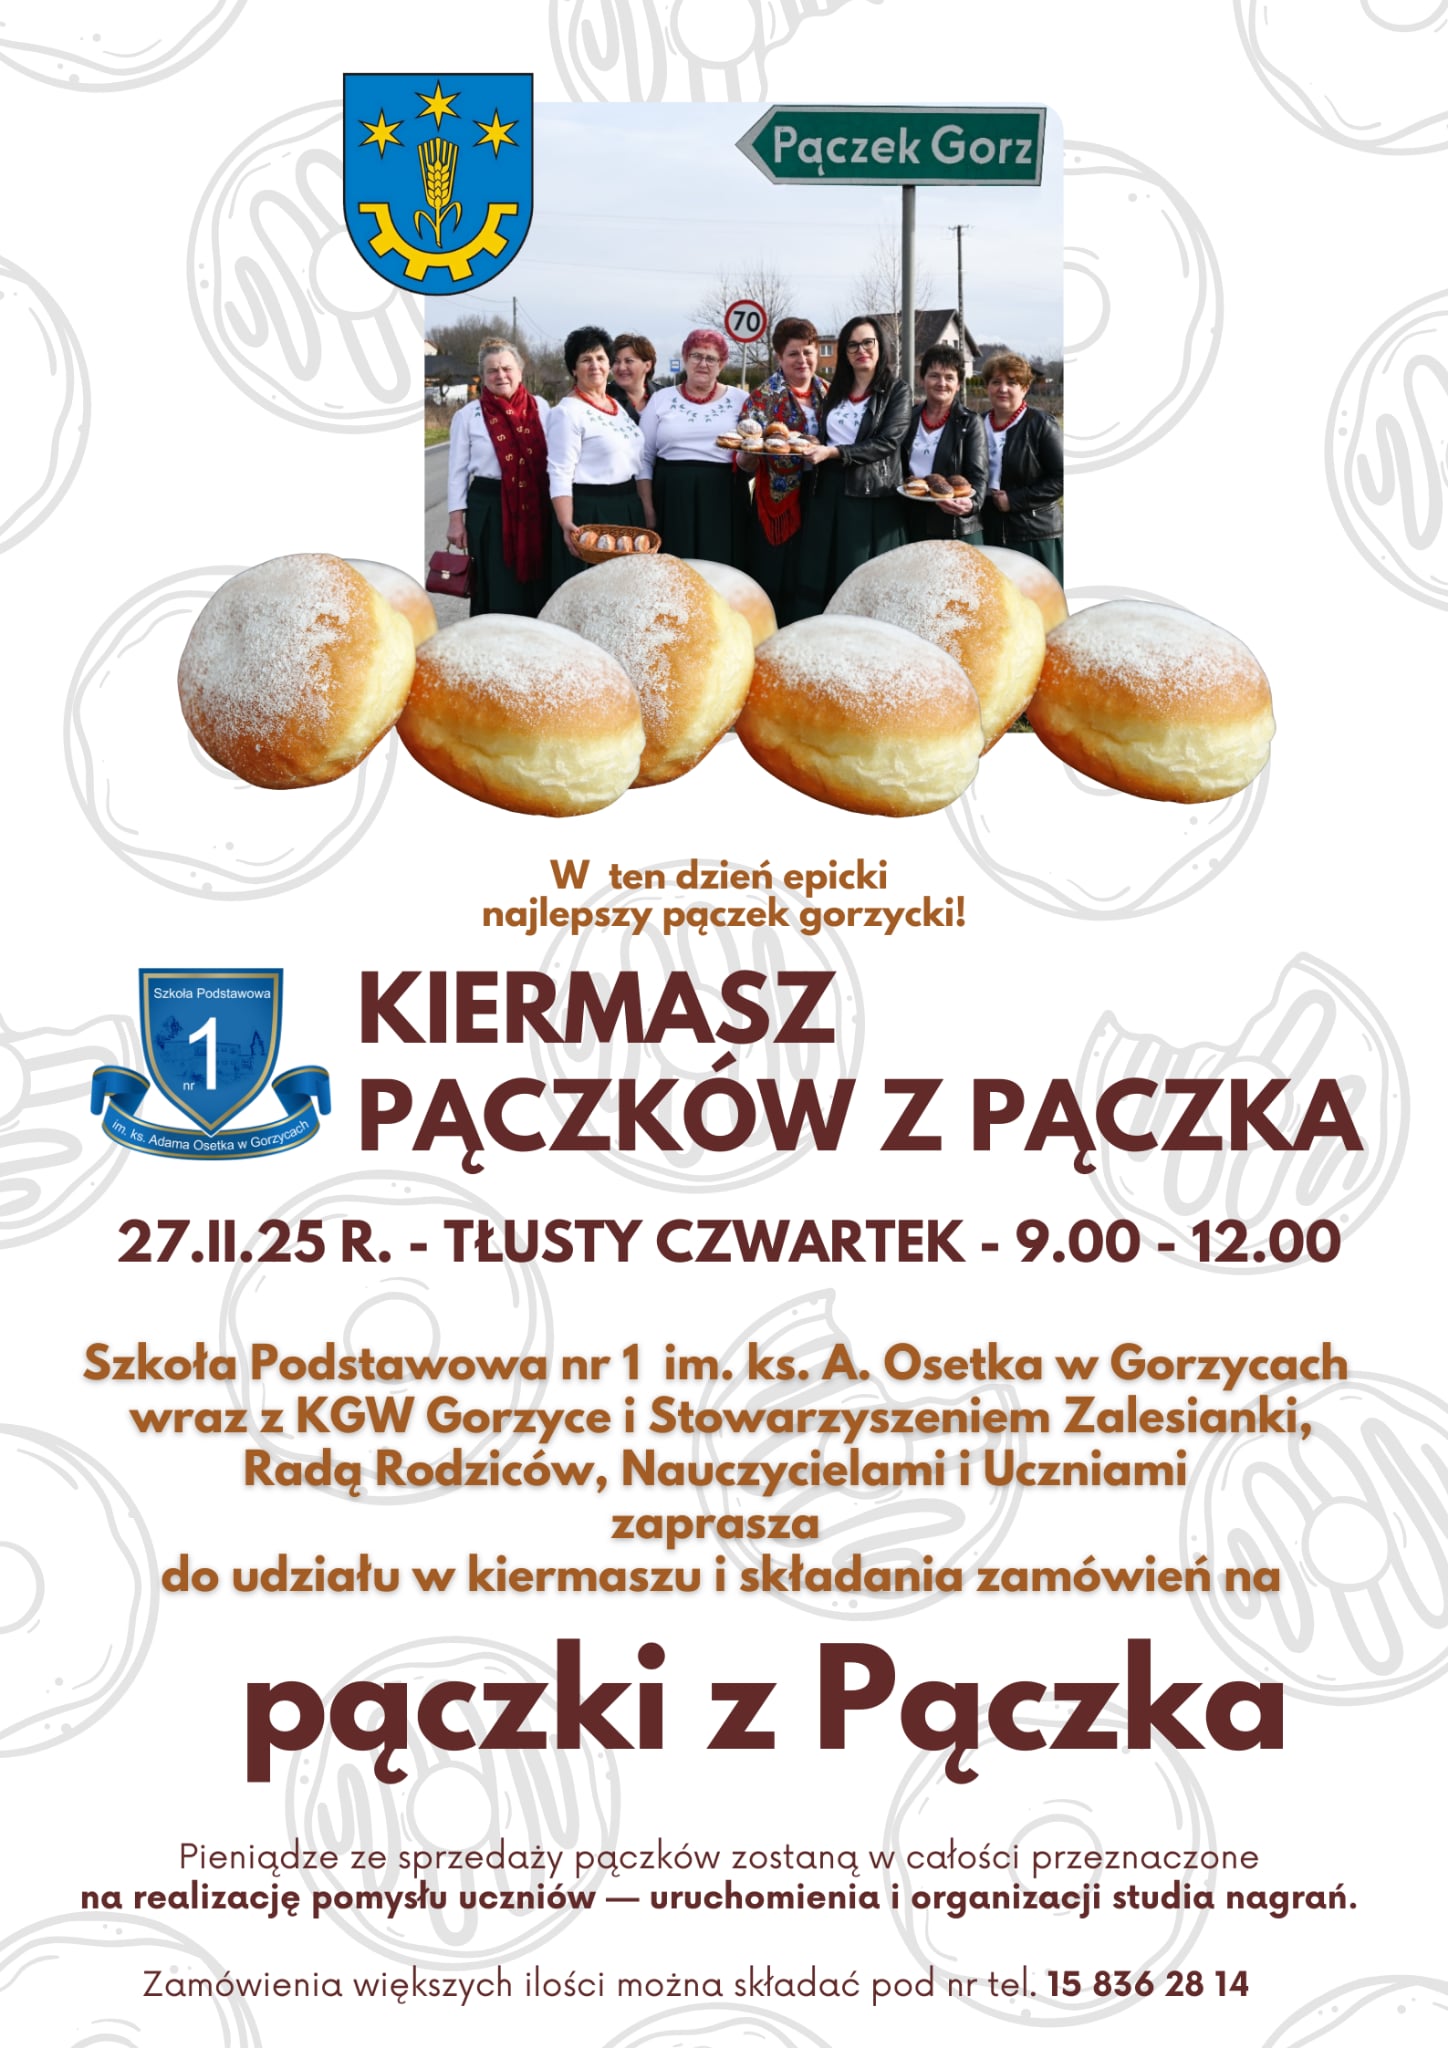 Pączek Gorz
70
W ten dzień epicki
najlepszy pączek gorzycki!
Szkoła Podstawowa
nr 1
im. ks. Adama Osetka w Gorzycach
KIERMASZ
PĄCZKÓW Z PĄCZKA
27.II.25 R. - TŁUSTY CZWARTEK - 9.00 - 12.00
Szkoła Podstawowa nr 1 im. ks. A. Osetka w Gorzycach
wraz z KGW Gorzyce i Stowarzyszeniem Zalesianki,
Radą Rodziców, Nauczycielami i Uczniami
zaprasza
do udziału w kiermaszu i składania zamówień na
pączki z Pączka
Pieniądze ze sprzedaży pączków zostaną w całości przeznaczone
na realizację pomysłu uczniów — uruchomienia i organizacji studia nagrań.
Zamówienia większych ilości można składać pod nr tel. 15 836 28 14